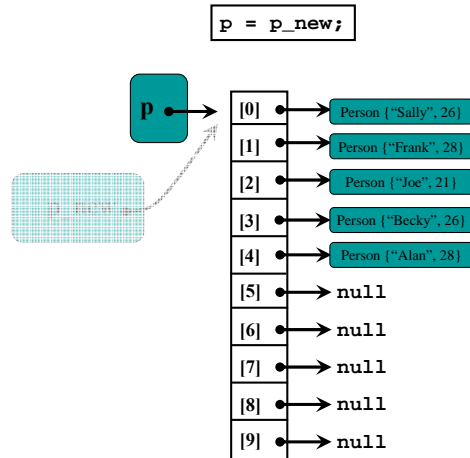 p = p_new;
p
[0] Person {“Sally”, 26}
[1] Person {“Frank”, 28}
[2] Person {“Joe”, 21}
p_new
[3] Person {“Becky”, 26}
[4] Person {“Alan”, 28}
[5] null
[6] null
[7] null
[8] null
[9] null